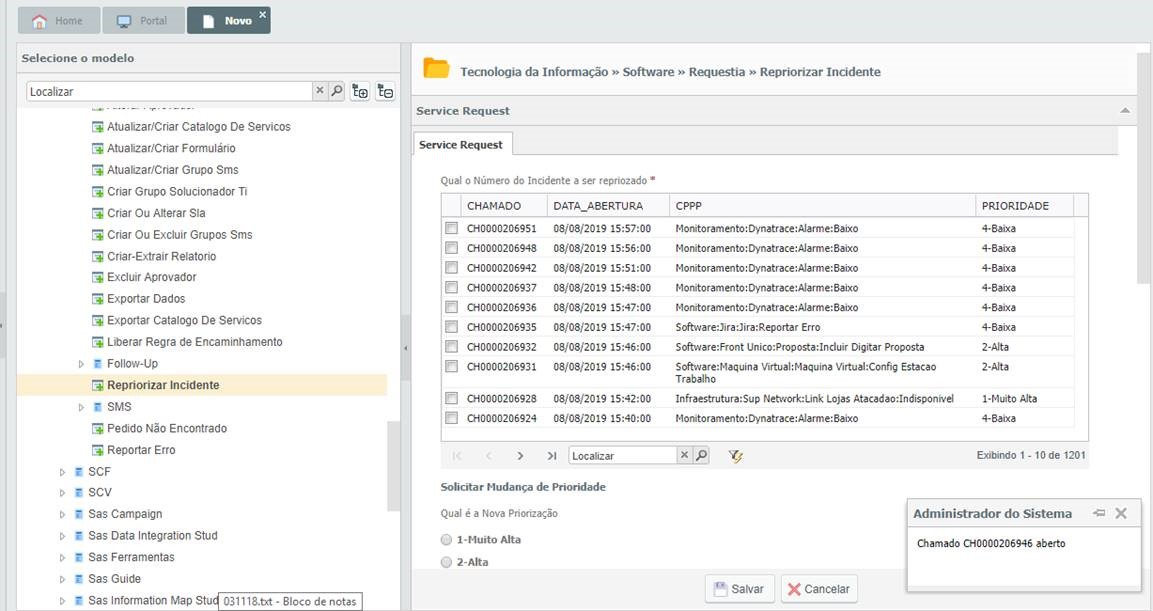 Home Portal Novo
Selecione o modelo
Localizar
Atualizar/Criar Catalogo De Servicos
Atualizar/Criar Formulário
Atualizar/Criar Grupo Sms
Criar Grupo Solucionador Ti
Criar Ou Alterar Sla
Criar Ou Excluir Grupos Sms
Criar-Extrair Relatorio
Excluir Aprovador
Exportar Dados
Exportar Catalogo De Servicos
Liberar Regra de Encaminhamento
Follow-Up
Repriorizar Incidente
SMS
Pedido Não Encontrado
Reportar Erro
SCF
SCV
Sas Campaign
Sas Data Integration Stud
Sas Ferramentas
Sas Guide
Sas Information Map Stud
031118.txt - Bloco de notas
Tecnologia da Informação » Software » Requestia » Repriorizar Incidente
Service Request
Service Request
Qual o Número do Incidente a ser repriozado *
CHAMADO DATA_ABERTURA CPPP PRIORIDADE
CH0000206951 08/08/2019 15:57:00 Monitoramento:Dynatrace:Alarme:Baixo 4-Baixa
CH0000206948 08/08/2019 15:56:00 Monitoramento:Dynatrace:Alarme:Baixo 4-Baixa
CH0000206942 08/08/2019 15:51:00 Monitoramento:Dynatrace:Alarme:Baixo 4-Baixa
CH0000206937 08/08/2019 15:48:00 Monitoramento:Dynatrace:Alarme:Baixo 4-Baixa
CH0000206936 08/08/2019 15:47:00 Monitoramento:Dynatrace:Alarme:Baixo 4-Baixa
CH0000206935 08/08/2019 15:47:00 Software:Jira:Jira:Reportar Erro 4-Baixa
CH0000206932 08/08/2019 15:46:00 Software:Front Unico:Proposta:Incluir Digitar Proposta 2-Alta
CH0000206931 08/08/2019 15:46:00 Software:Maquina Virtual:Maquina Virtual:Config Estacao 2-Alta
Trabalho
CH0000206928 08/08/2019 15:42:00 Infraestrutura:Sup Network:Link Lojas Atacadao:Indisponivel 1-Muito Alta
CH0000206924 08/08/2019 15:40:00 Monitoramento:Dynatrace:Alarme:Baixo 4-Baixa
Localizar Exibindo 1 - 10 de 1201
Solicitar Mudança de Prioridade
Qual é a Nova Priorização
1-Muito Alta
2-Alta
Salvar Cancelar
Administrador do Sistema
Chamado CH0000206946 aberto